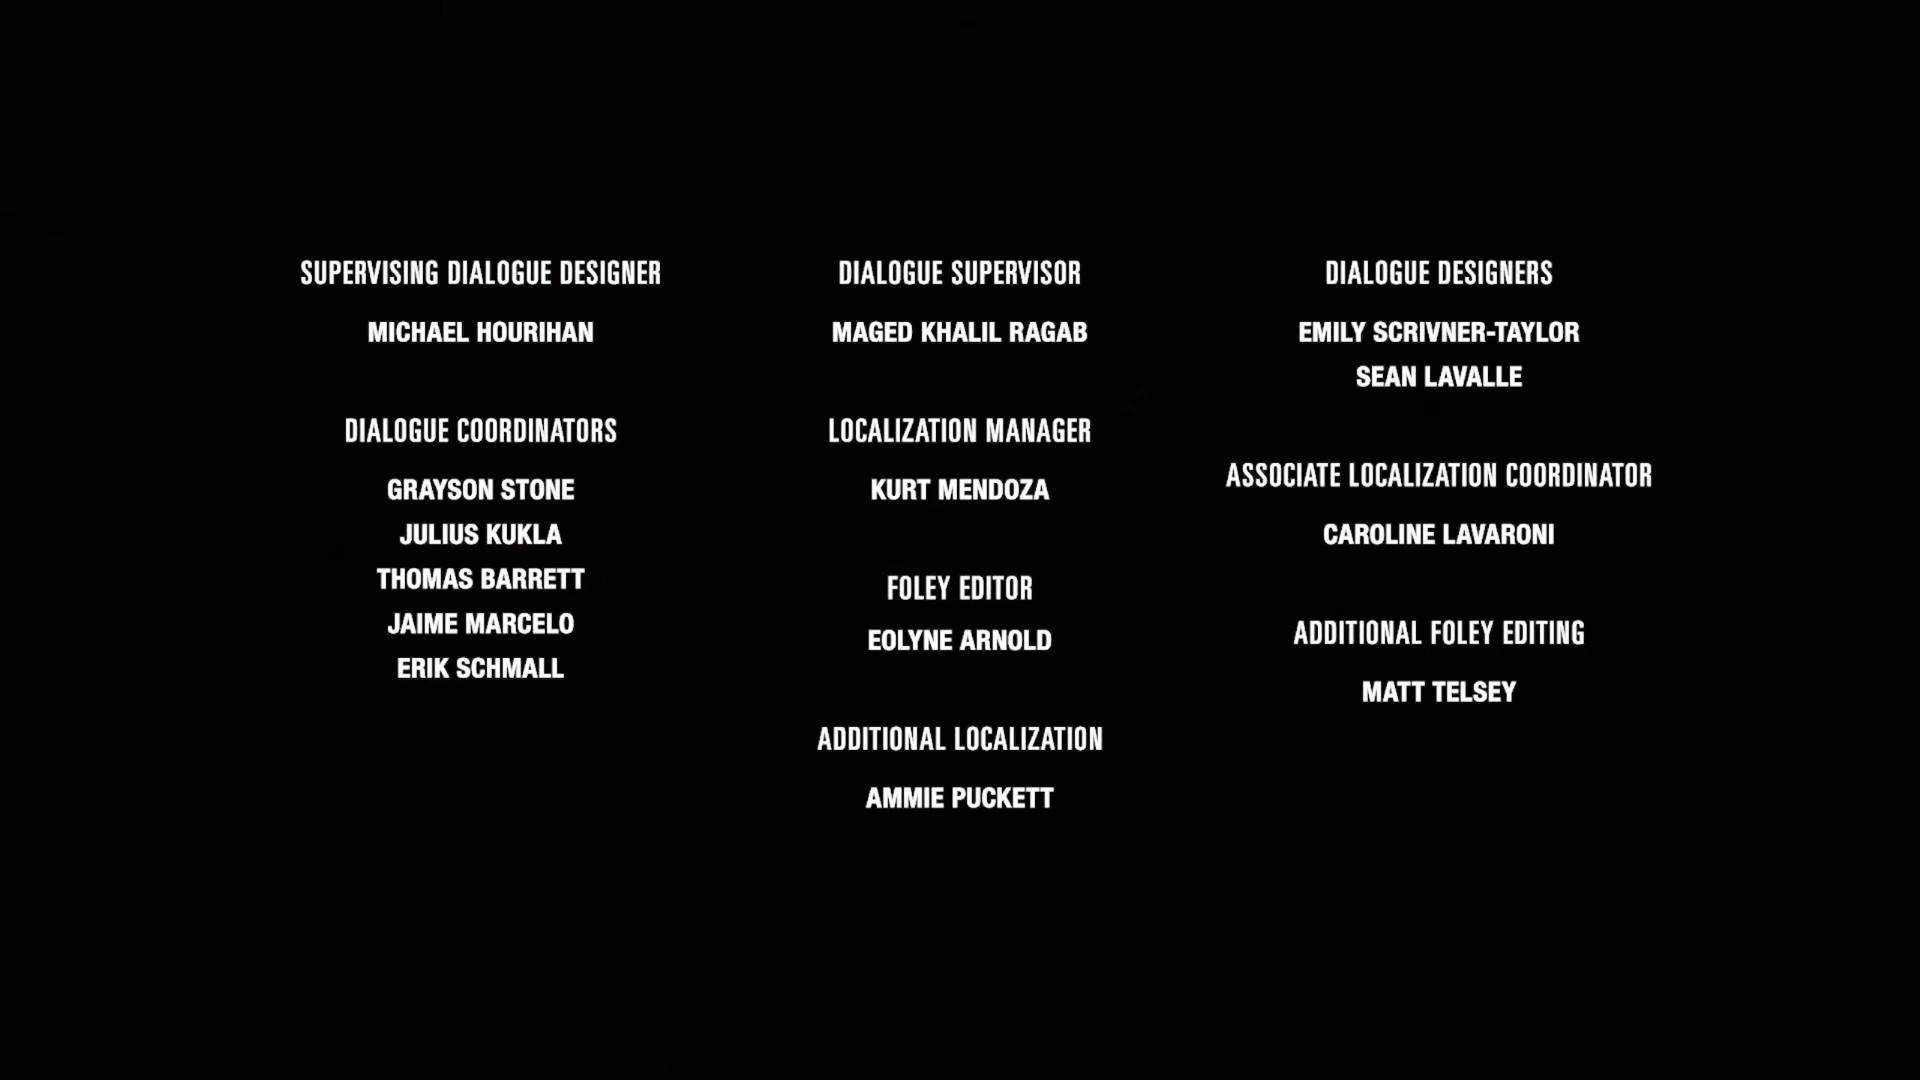 SUPERVISING DIALOGUE DESIGNER
MICHAEL HOURIHAN
DIALOGUE COORDINATORS
GRAYSON STONE
JULIUS KUKLA
THOMAS BARRETT
JAIME MARCELO
ERIK SCHMALL
DIALOGUE SUPERVISOR
MAGED KHALIL RAGAB
LOCALIZATION MANAGER
KURT MENDOZA
FOLEY EDITOR
EOLYNE ARNOLD
ADDITIONAL LOCALIZATION
AMMIE PUCKETT
DIALOGUE DESIGNERS
EMILY SCRIVNER-TAYLOR
SEAN LAVALLE
ASSOCIATE LOCALIZATION COORDINATOR
CAROLINE LAVARONI
ADDITIONAL FOLEY EDITING
MATT TELSEY